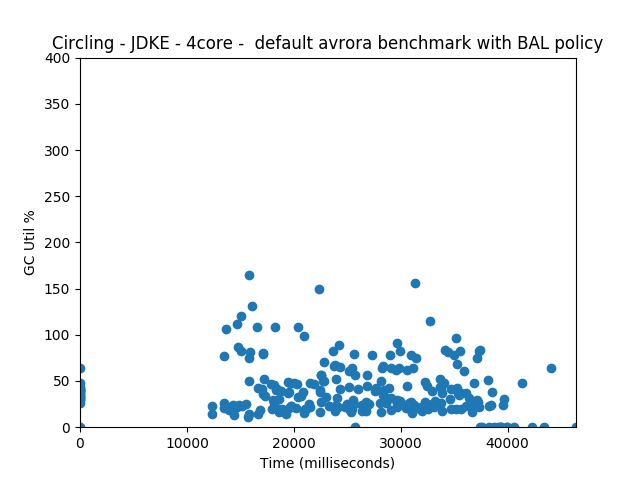 Circling - JDKE - 4core -  default avrora benchmark with BAL policy
400
350
300
250
200
150
100
50
0
GC Util %
0 10000 20000 30000 40000
Time (milliseconds)